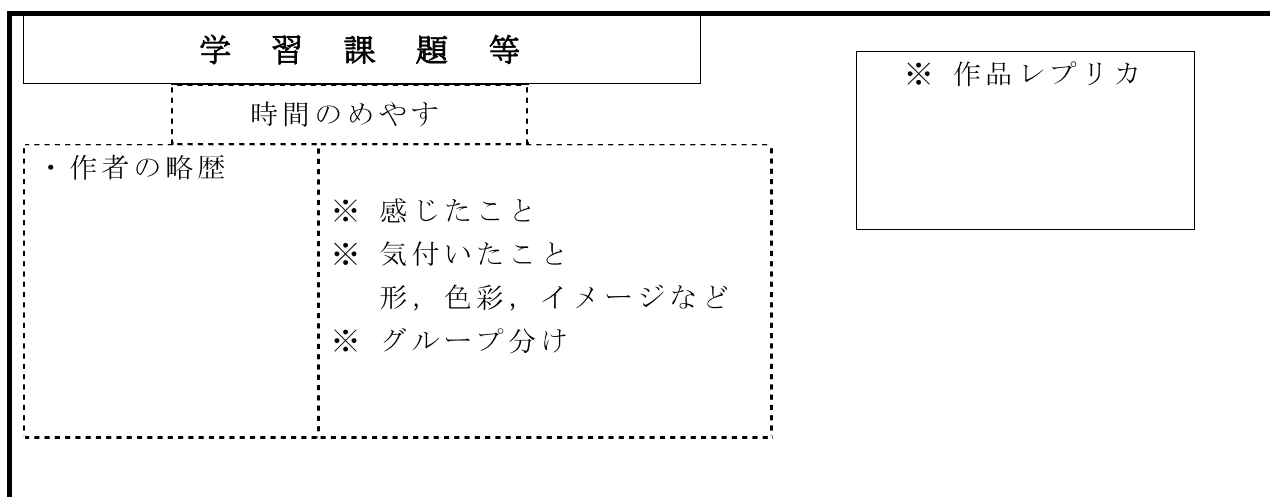 学習課題等
時間のめやす
・作者の略歴
※ 感じたこと
※ 気付いたこと
形，色彩，イメージなど
※ グループ分け
※ 作品レプリカ